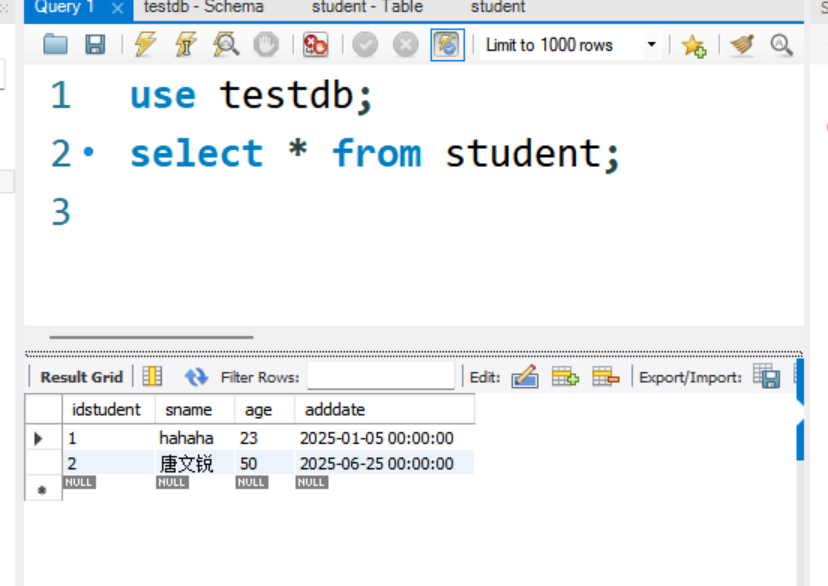 Query 1 testdb - Schema student - Table student
Limit to 1000 rows
1 use testdb;
2 select * from student;
3
Result Grid Filter Rows: Edit: Export/Import:
idstudent sname age adddate
1 hahaha 23 2025-01-05 00:00:00
2 唐文锐 50 2025-06-25 00:00:00
NULL NULL NULL NULL